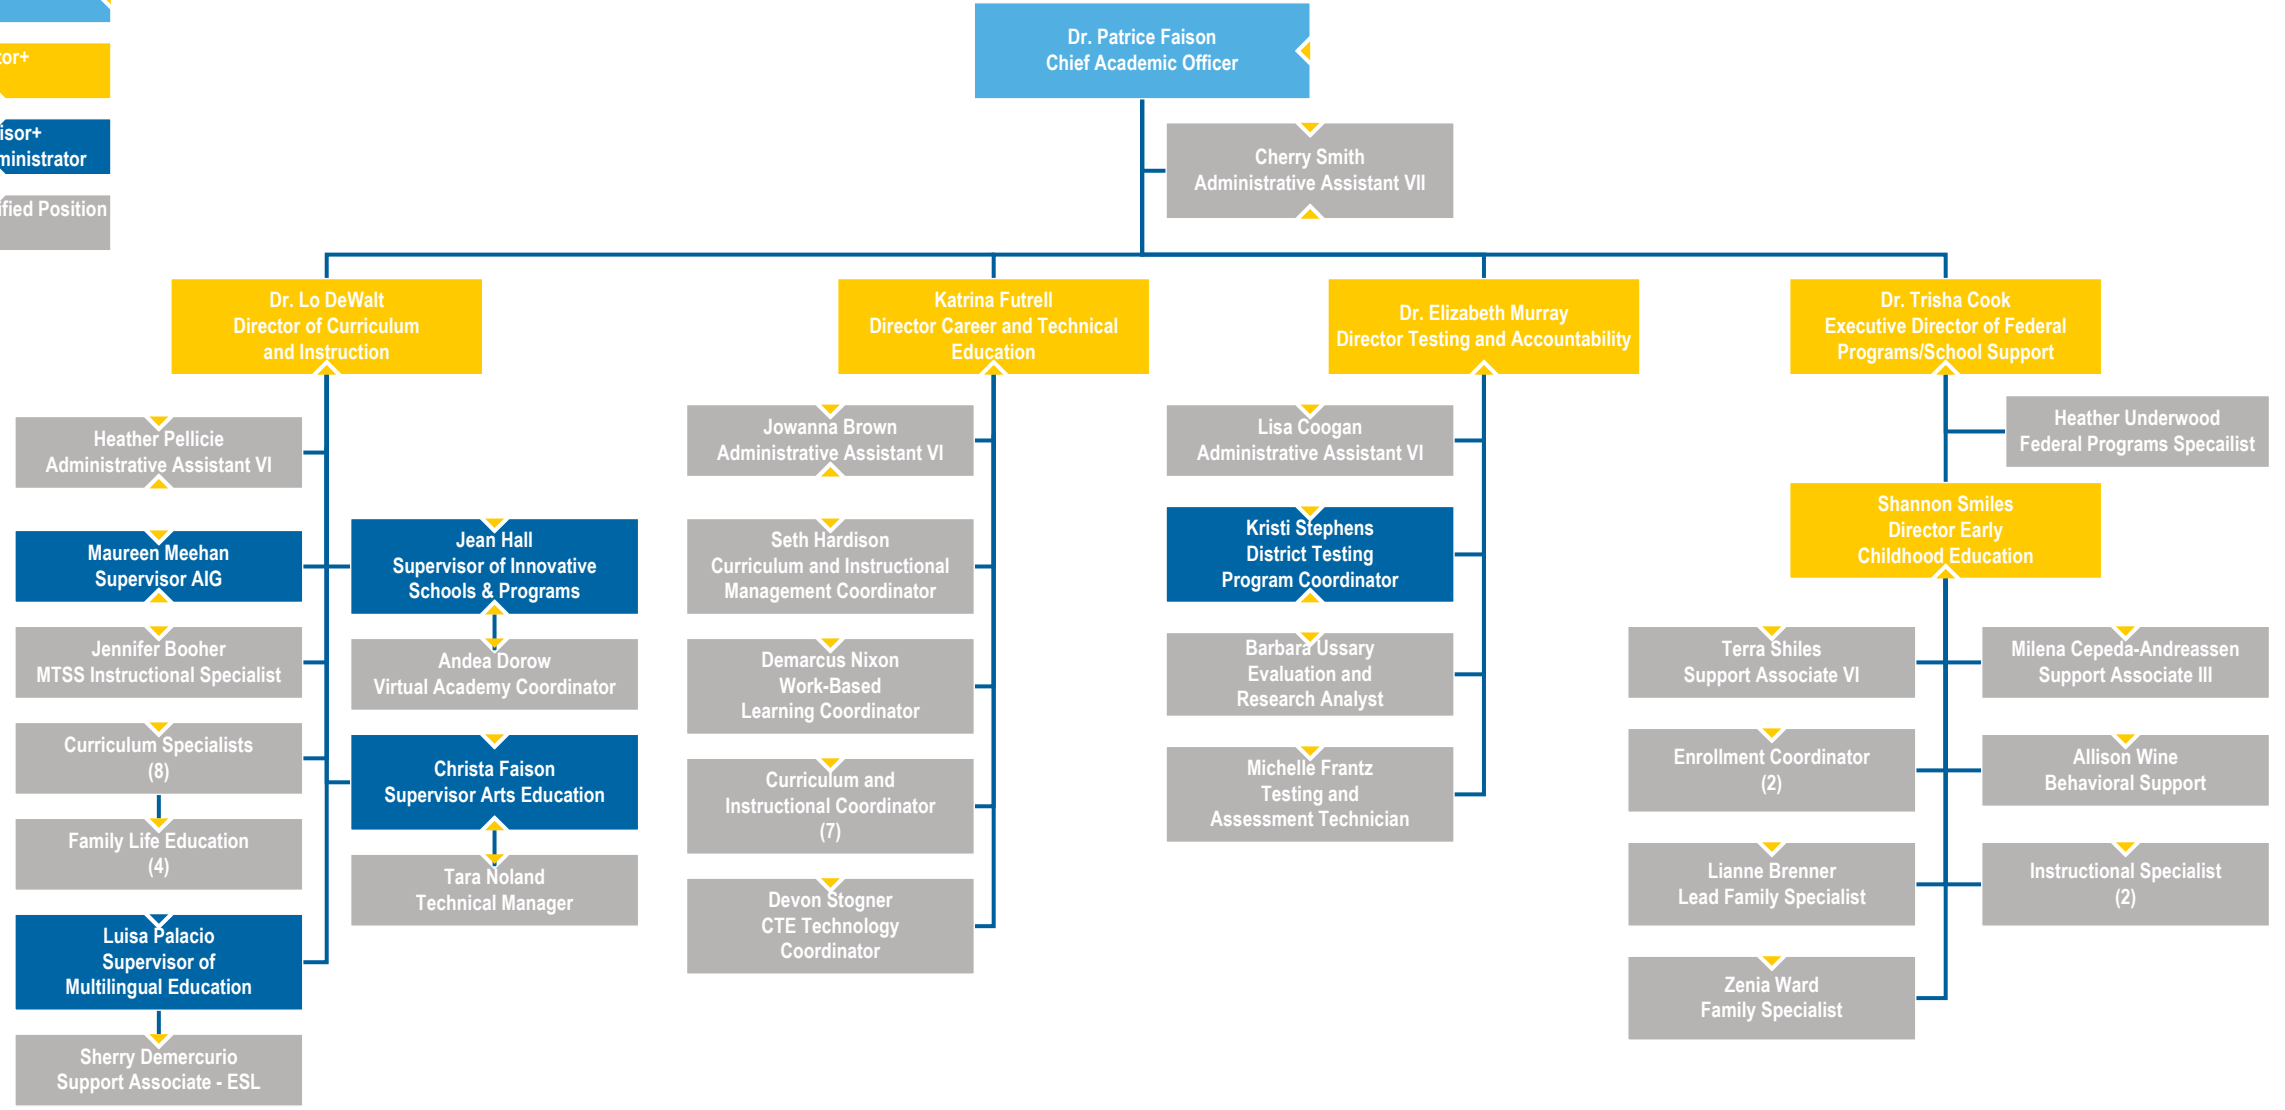 tor+
isor+
ministrator
ified Position
Dr. Patrice Faison
Chief Academic Officer
Cherry Smith
Administrative Assistant VII
Dr. Lo DeWalt
Director of Curriculum
and Instruction
Heather Pellicie
Administrative Assistant VI
Maureen Meehan
Supervisor AIG
Jennifer Booher
MTSS Instructional Specialist
Curriculum Specialists
(8)
Family Life Education
(4)
Luisa Palacio
Supervisor of
Multilingual Education
Sherry Demercurio
Support Associate - ESL
Jean Hall
Supervisor of Innovative
Schools & Programs
Andea Dorow
Virtual Academy Coordinator
Christa Faison
Supervisor Arts Education
Tara Noland
Technical Manager
Katrina Futrell
Director Career and Technical
Education
Jowanna Brown
Administrative Assistant VI
Seth Hardison
Curriculum and Instructional
Management Coordinator
Demarcus Nixon
Work-Based
Learning Coordinator
Curriculum and
Instructional Coordinator
(7)
Devon Stogner
CTE Technology
Coordinator
Dr. Elizabeth Murray
Director Testing and Accountability
Lisa Coogan
Administrative Assistant VI
Kristi Stephens
District Testing
Program Coordinator
Barbara Ussary
Evaluation and
Research Analyst
Michelle Frantz
Testing and
Assessment Technician
Dr. Trisha Cook
Executive Director of Federal
Programs/School Support
Heather Underwood
Federal Programs Specailist
Shannon Smiles
Director Early
Childhood Education
Terra Shiles
Support Associate VI
Milena Cepeda-Andreassen
Support Associate III
Enrollment Coordinator
(2)
Allison Wine
Behavioral Support
Lianne Brenner
Lead Family Specialist
Instructional Specialist
(2)
Zenia Ward
Family Specialist